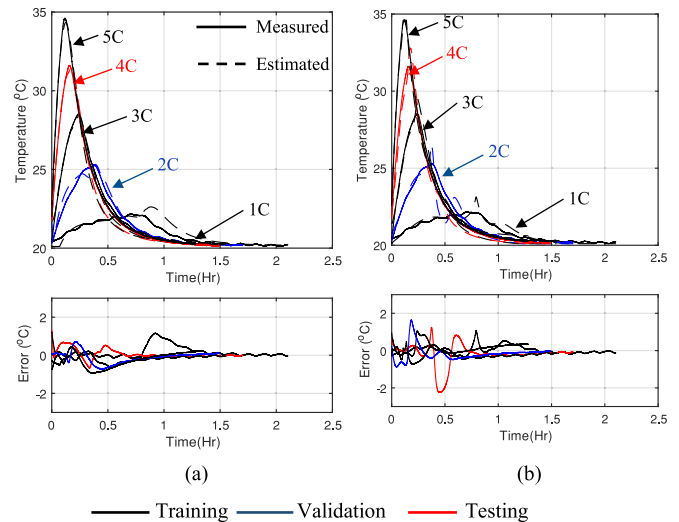 35
30
25
20
Temperature (°C)
5C
4C
3C
2C
1C
Measured
Estimated
0
0.5
1
1.5
2
2.5
Time(Hr)
2
0
-2
Error (°C)
0
0.5
1
1.5
2
2.5
Time(Hr)
(a)
35
30
25
20
Temperature (°C)
5C
4C
3C
2C
1C
0
0.5
1
1.5
2
2.5
Time(Hr)
2
0
-2
Error (°C)
0
0.5
1
1.5
2
2.5
Time(Hr)
(b)
Training
Validation
Testing